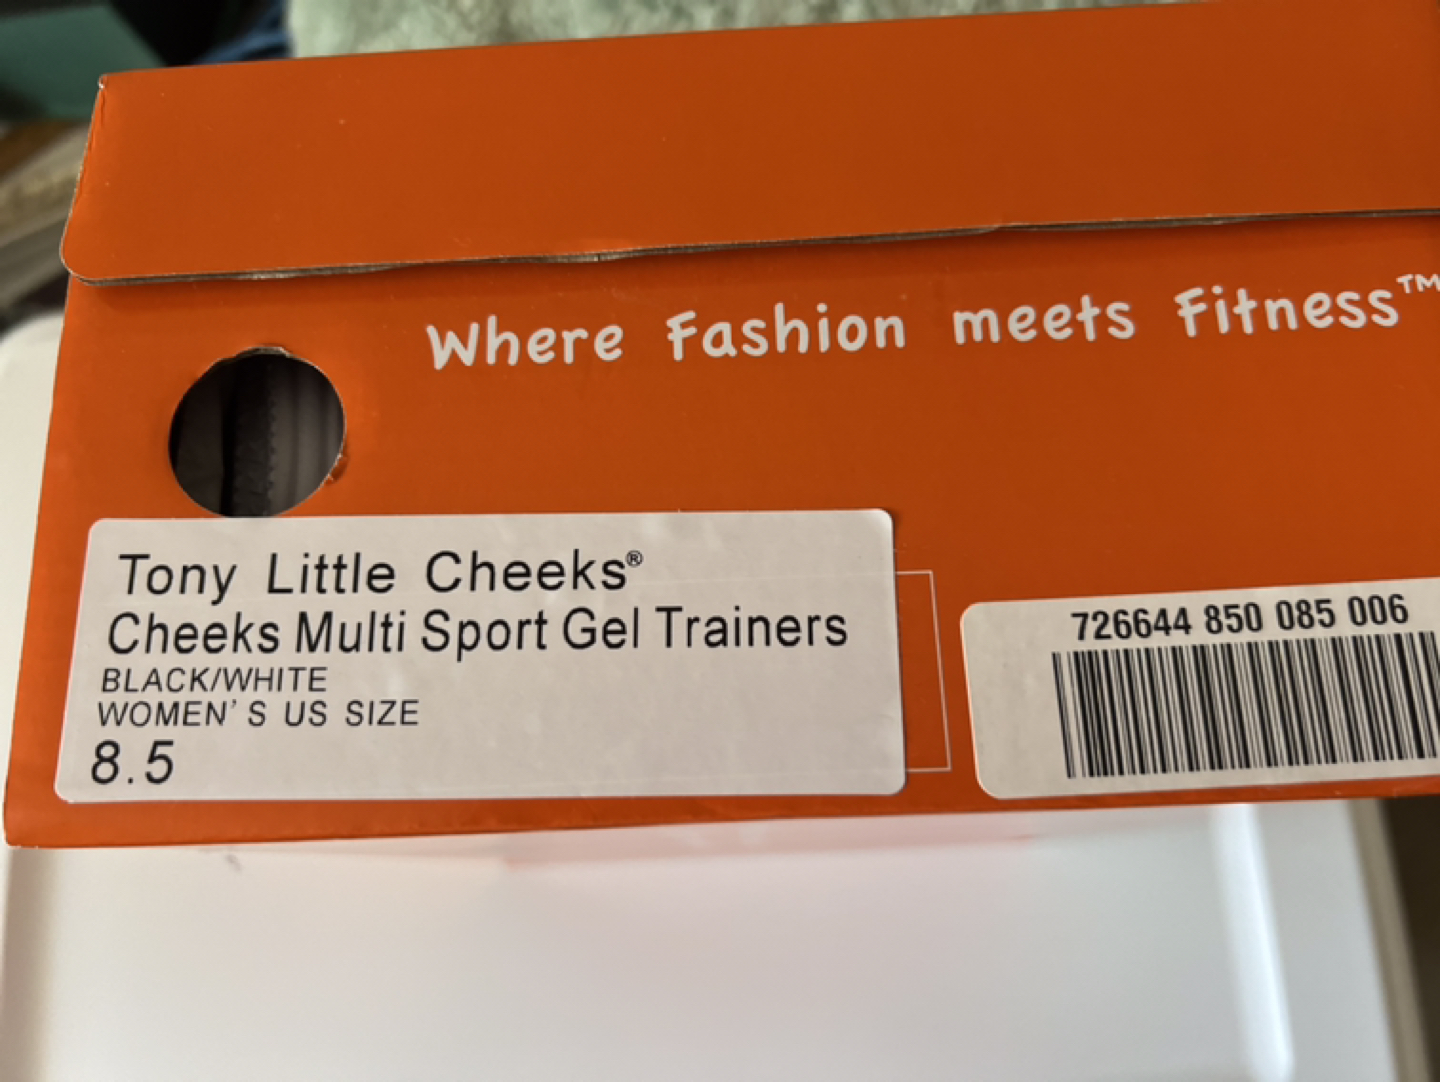 Where Fashion meets Fitness™
Tony Little Cheeks®
Cheeks Multi Sport Gel Trainers
BLACK/WHITE
WOMEN'S US SIZE
8.5
726644 850 085 006